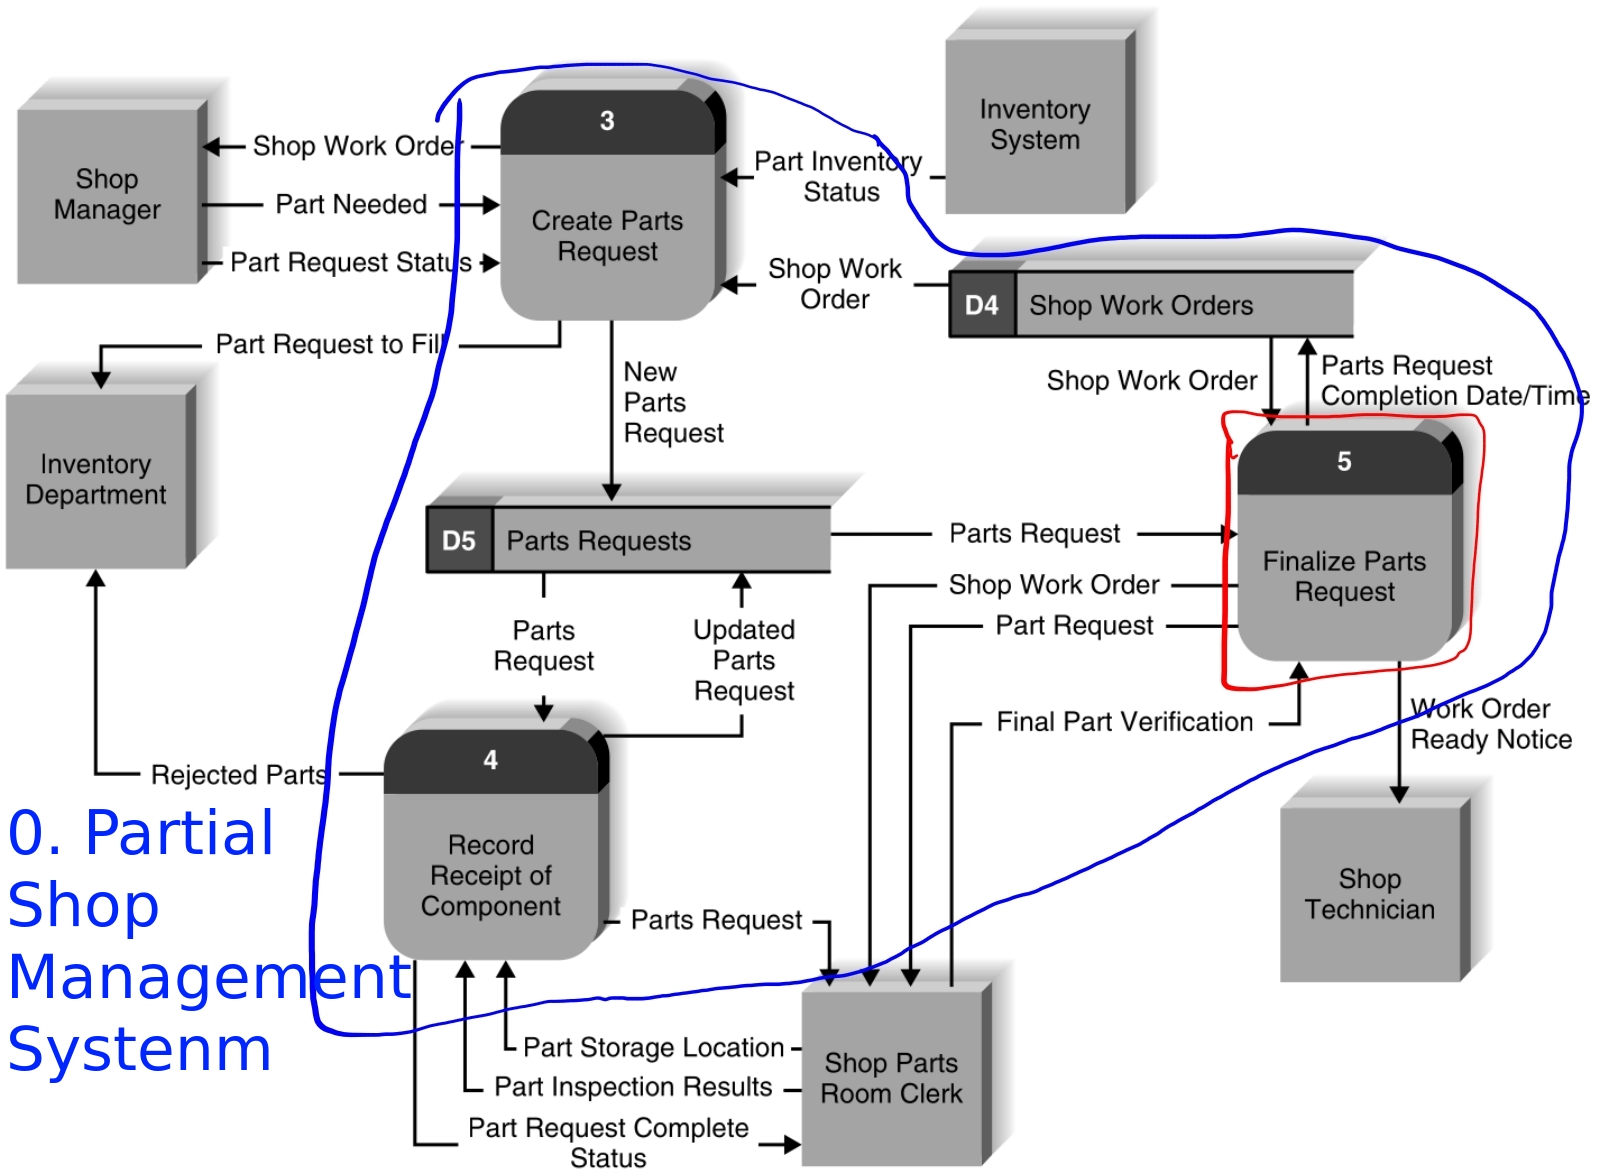 Inventory
System
3
Shop Work Order
Part Inventory
Status
Shop
Manager
Part Needed
Create Parts
Request
Part Request Status
Shop Work
Order
D4
Shop Work Orders
Part Request to Fill
New
Parts
Request
Shop Work Order
Parts Request
Completion Date/Time
Inventory
Department
5
D5
Parts Requests
Parts Request
Finalize Parts
Request
Shop Work Order
Part Request
Parts
Request
Updated
Parts
Request
Final Part Verification
Work Order
Ready Notice
4
Rejected Parts
0. Partial
Shop
Management
Systenm
Record
Receipt of
Component
Parts Request
Shop
Technician
Part Storage Location
Part Inspection Results
Shop Parts
Room Clerk
Part Request Complete
Status